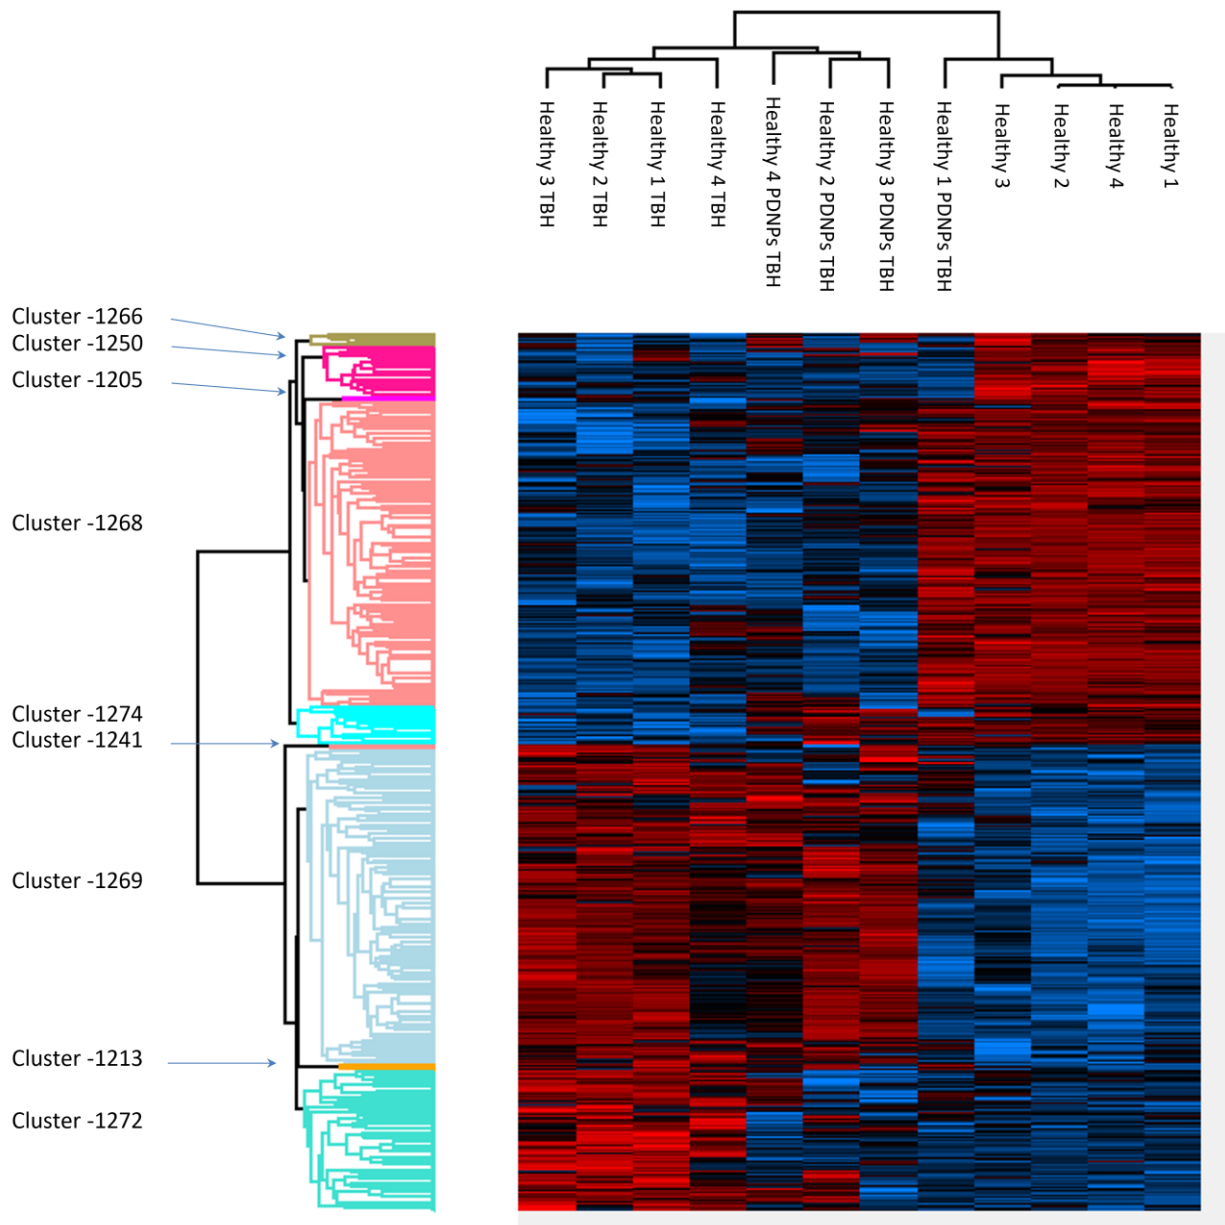 Healthy 3 TBH
Healthy 2 TBH
Healthy 1 TBH
Healthy 4 TBH
Healthy 4 PDNPs TBH
Healthy 2 PDNPs TBH
Healthy 3 PDNPs TBH
Healthy 1 PDNPs TBH
Healthy 3
Healthy 2
Healthy 4
Healthy 1
Cluster -1266
Cluster -1250
Cluster -1205
Cluster -1268
Cluster -1274
Cluster -1241
Cluster -1269
Cluster -1213
Cluster -1272